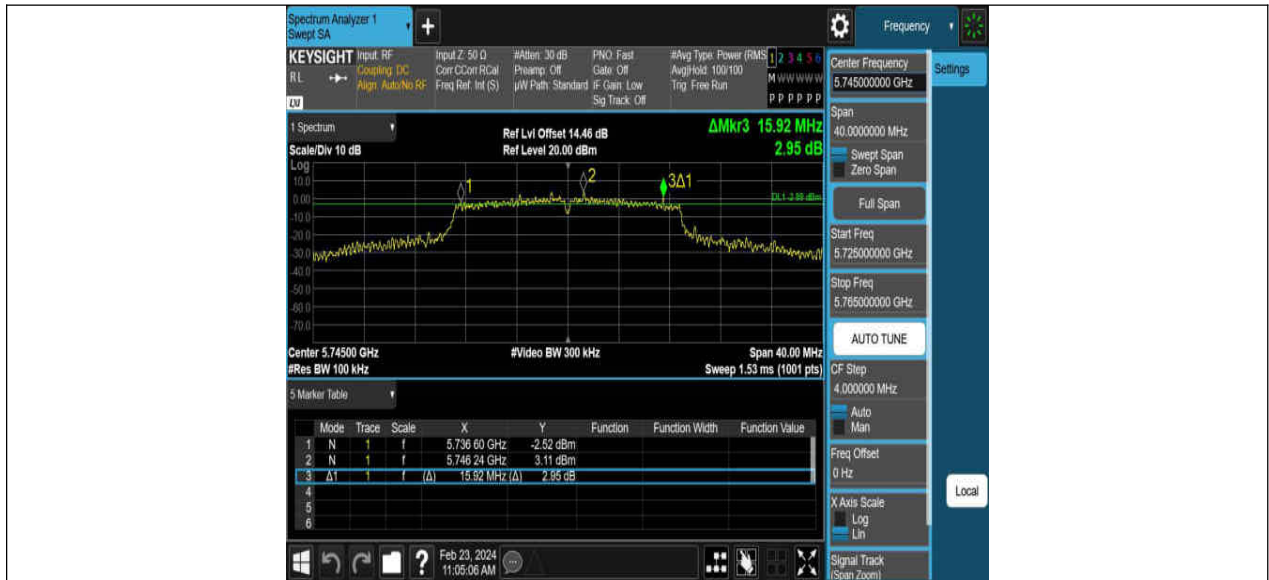 Spectrum Analyzer 1
Swept SA
+
Frequency
KEYSIGHT
RL
Input: RF
Coupling: DC
Align: Auto/No RF
Input Z: 50 Ω
Corr CCorr RCal
Freq Ref: Int (S)
#Atten: 30 dB
Preamp: Off
µW Path: Standard
PNO: Fast
Gate: Off
IF Gain: Low
Sig Track: Off
#Avg Type: Power (RMS
Avg|Hold: 100/100
Trig: Free Run
1 2 3 4 5 6
M W W W W W
P P P P P P
Center Frequency
5.745000000 GHz
Settings
Span
40.0000000 MHz
Swept Span
Zero Span
Full Span
Start Freq
5.725000000 GHz
Stop Freq
5.765000000 GHz
AUTO TUNE
CF Step
4.000000 MHz
Auto
Man
Freq Offset
0 Hz
X Axis Scale
Log
Lin
Signal Track
(Span Zoom)
Local
1 Spectrum
Scale/Div 10 dB
Ref Lvl Offset 14.46 dB
Ref Level 20.00 dBm
ΔMkr3 15.92 MHz
2.95 dB
Log
10.0
0.00
-10.0
-20.0
-30.0
-40.0
-50.0
-60.0
-70.0
1
2
3Δ1
DL1 -2.89 dBm
Center 5.74500 GHz
#Res BW 100 kHz
#Video BW 300 kHz
Span 40.00 MHz
Sweep 1.53 ms (1001 pts)
5 Marker Table
Mode Trace Scale X Y Function Function Width Function Value
1 N 1 f 5.736 60 GHz -2.52 dBm
2 N 1 f 5.746 24 GHz 3.11 dBm
3 Δ1 1 f (Δ) 15.92 MHz (Δ) 2.95 dB
4
5
6
?
Feb 23, 2024
11:05:06 AM